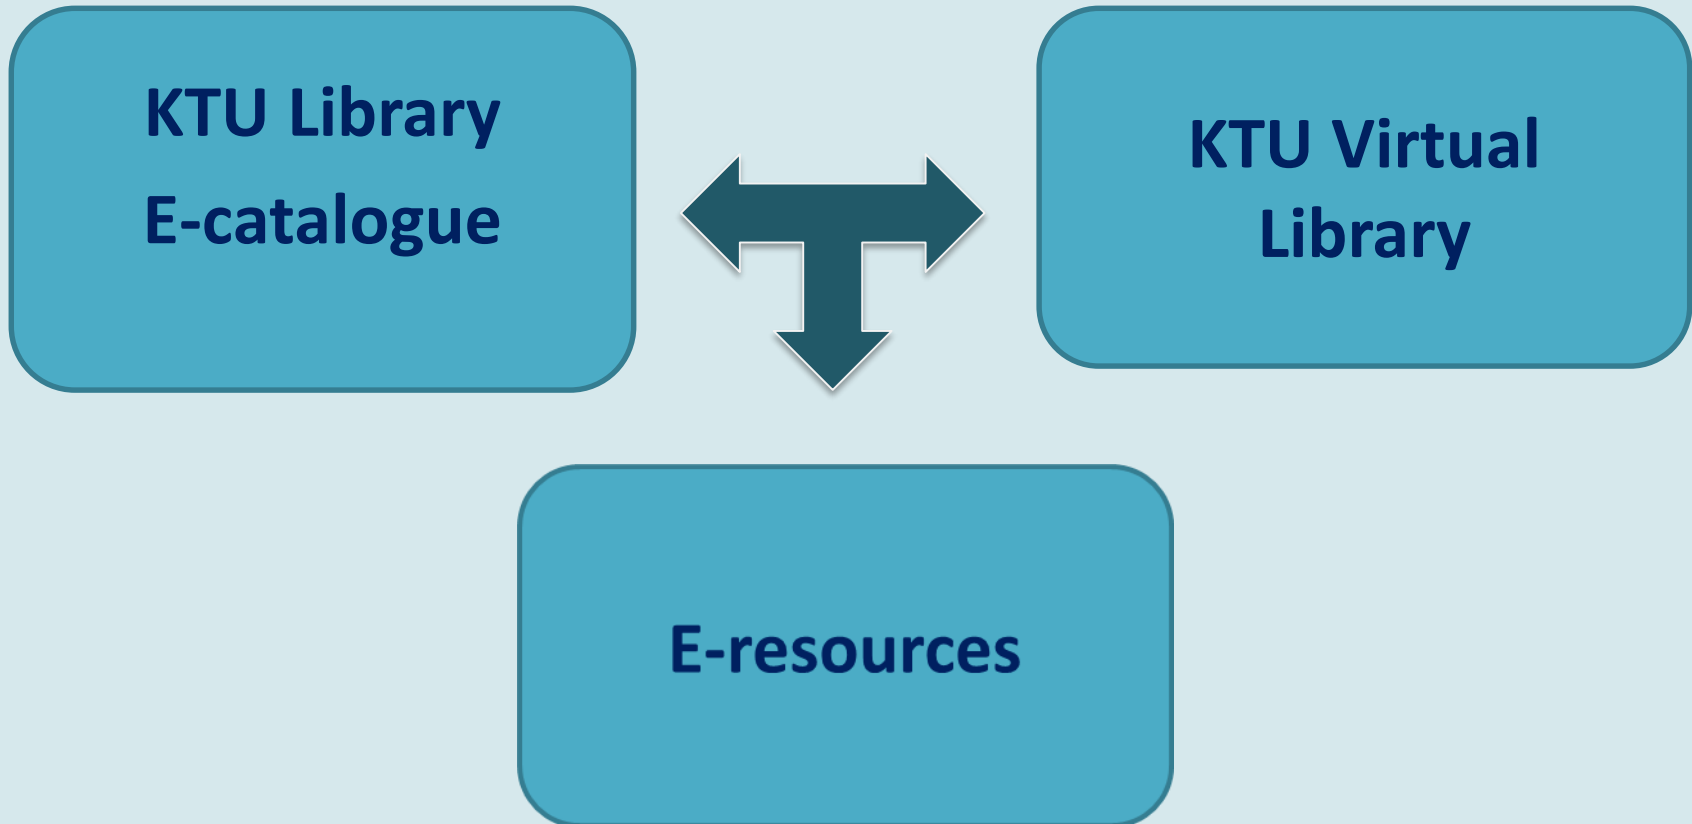 KTU Library
E-catalogue
KTU Virtual
Library
E-resources